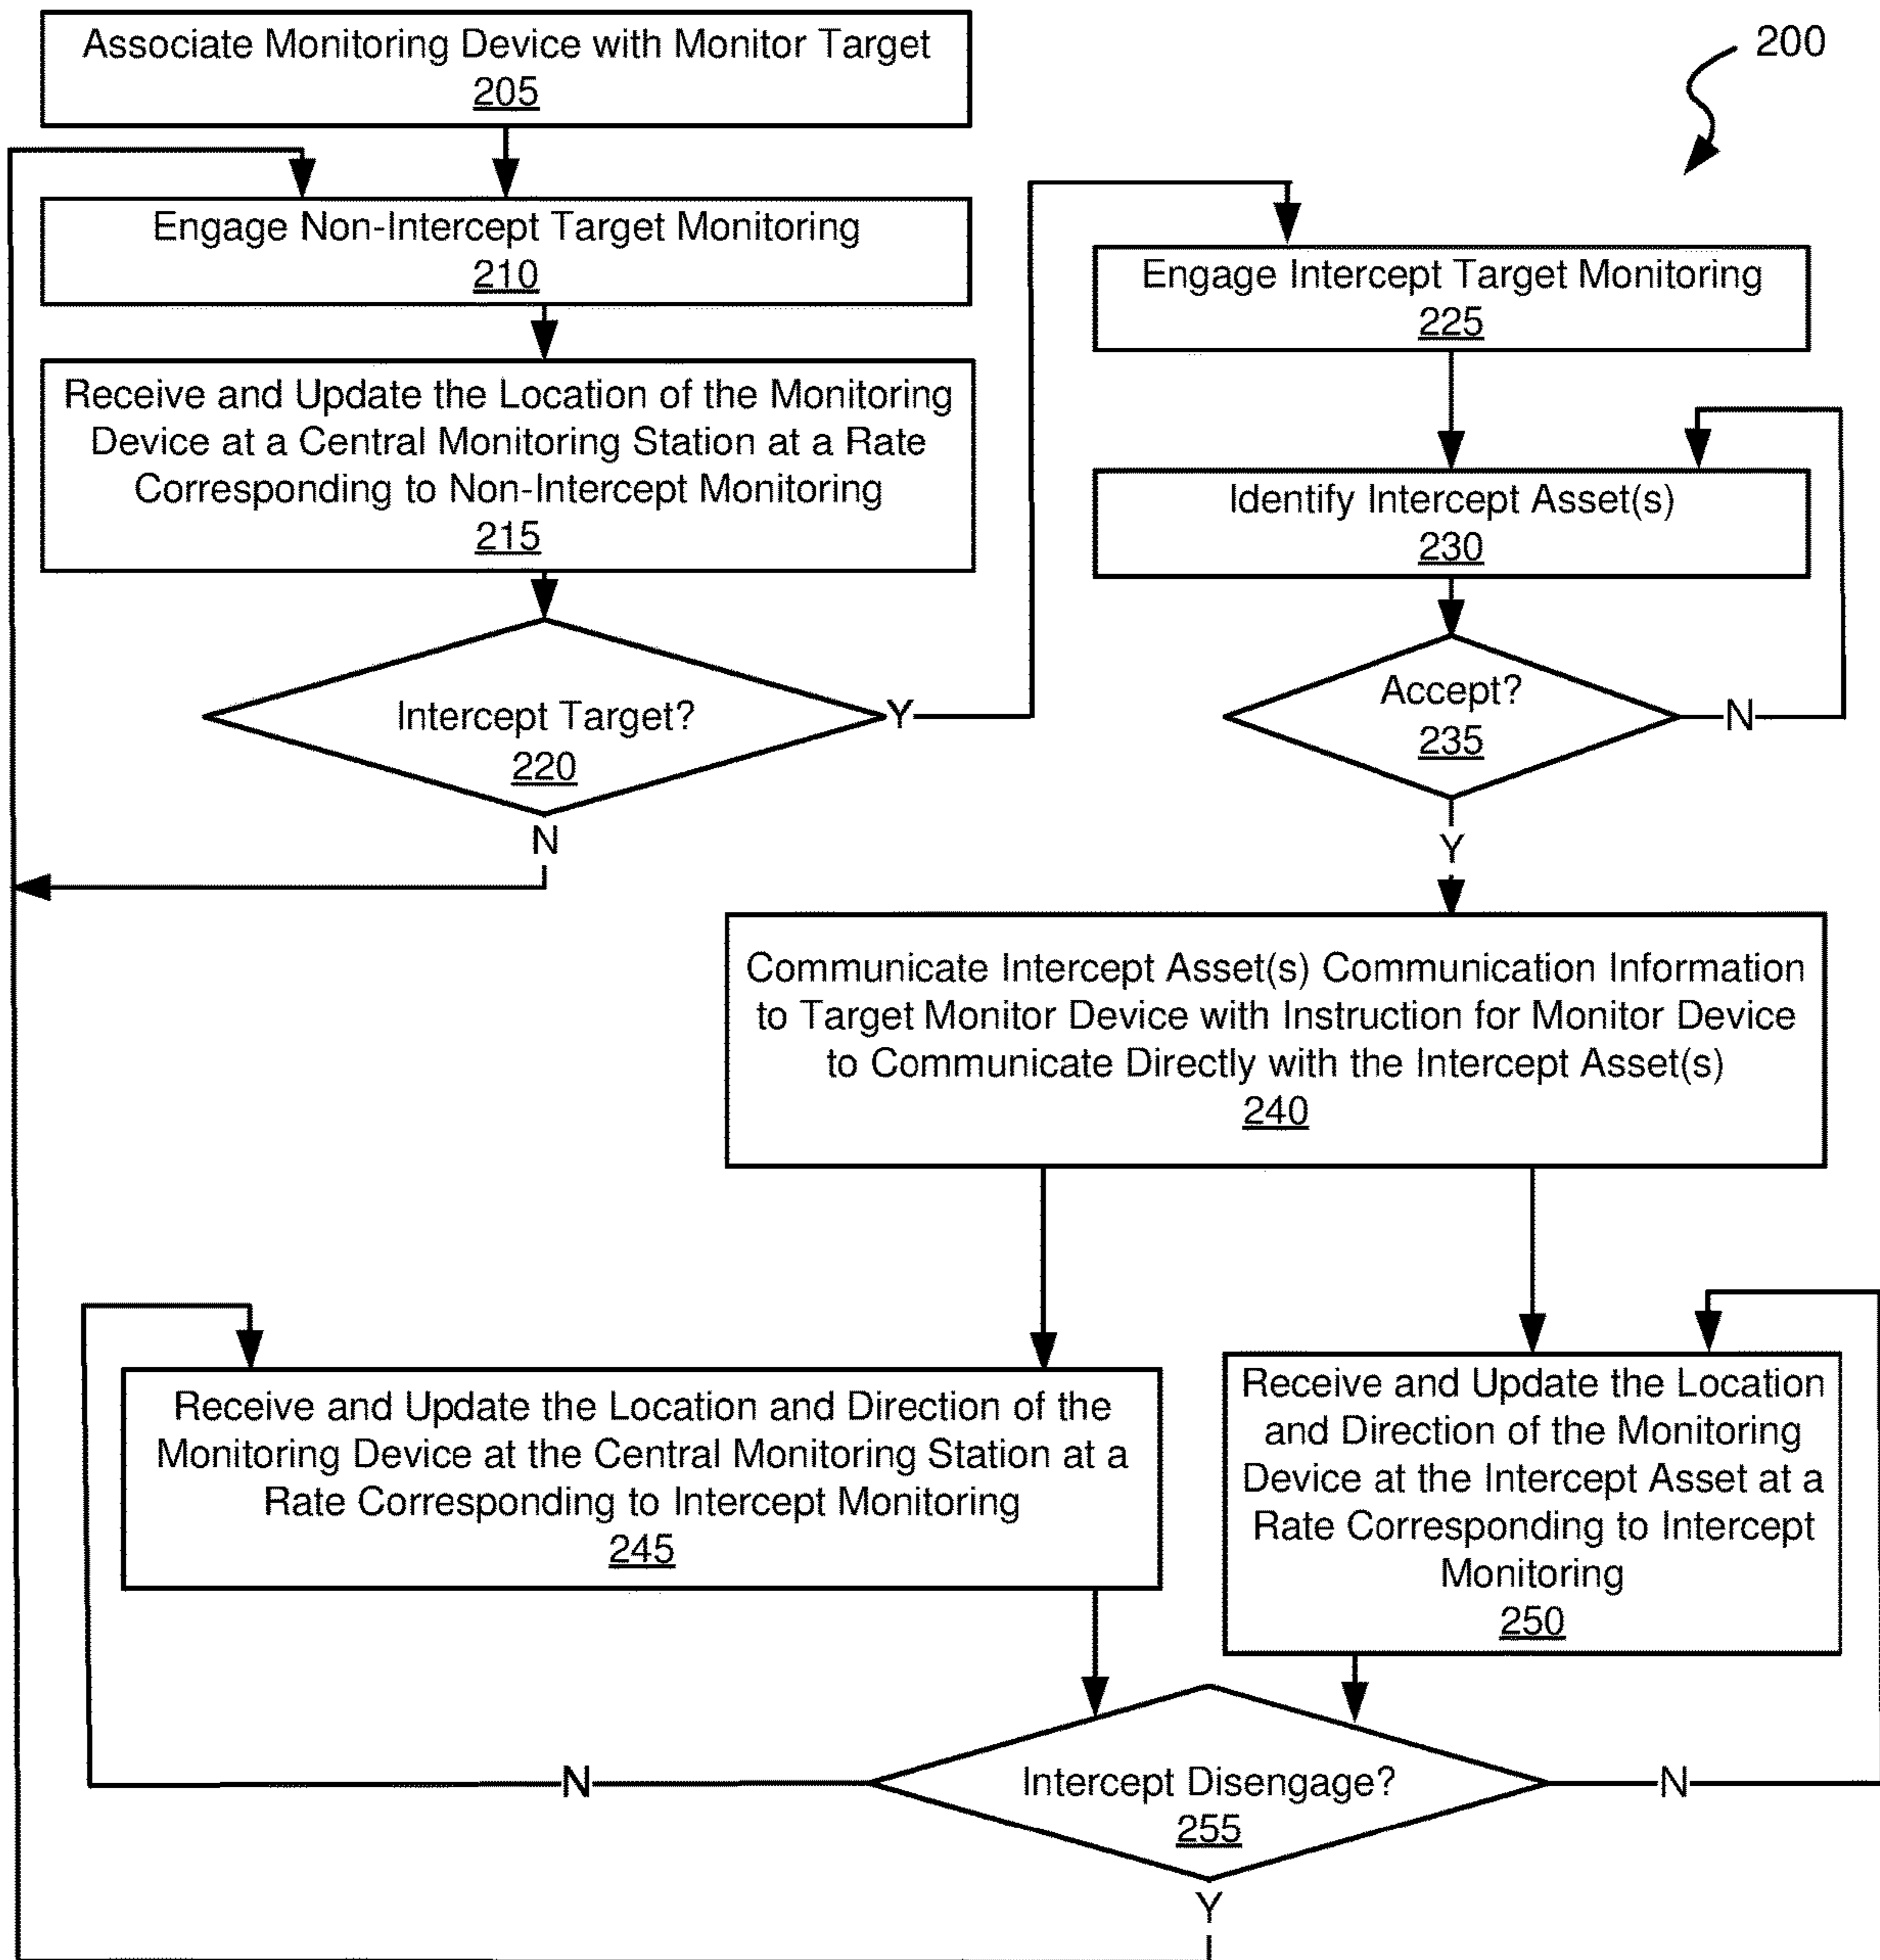 Associate Monitoring Device with Monitor Target
205
200
Engage Non-Intercept Target Monitoring
210
Receive and Update the Location of the Monitoring
Device at a Central Monitoring Station at a Rate
Corresponding to Non-Intercept Monitoring
215
Intercept Target?
220
Y
N
Engage Intercept Target Monitoring
225
Identify Intercept Asset(s)
230
Accept?
235
N
Y
Communicate Intercept Asset(s) Communication Information
to Target Monitor Device with Instruction for Monitor Device
to Communicate Directly with the Intercept Asset(s)
240
Receive and Update the Location and Direction of the
Monitoring Device at the Central Monitoring Station at a
Rate Corresponding to Intercept Monitoring
245
Receive and Update the Location
and Direction of the Monitoring
Device at the Intercept Asset at a
Rate Corresponding to Intercept
Monitoring
250
N
Intercept Disengage?
255
N
Y